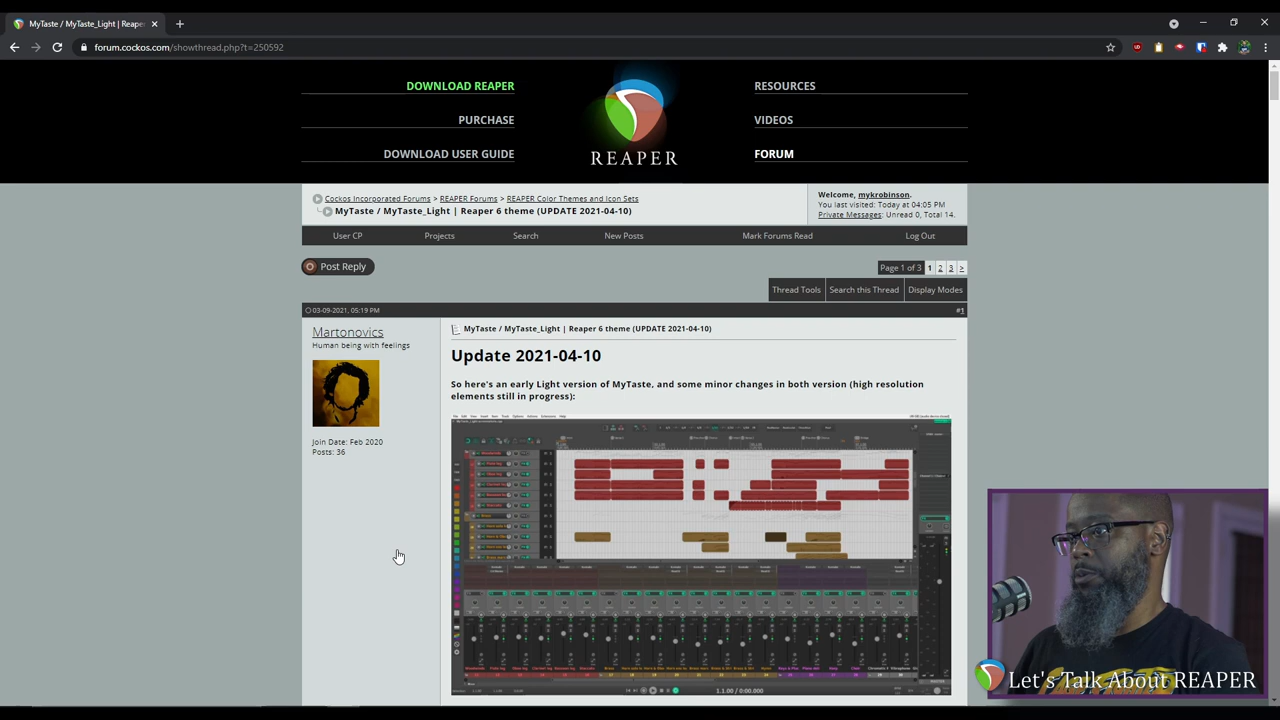 MyTaste / MyTaste_Light | Reape
forum.cockos.com/showthread.php?t=250592
DOWNLOAD REAPER
PURCHASE
DOWNLOAD USER GUIDE
REAPER
RESOURCES
VIDEOS
FORUM
Cockos Incorporated Forums > REAPER Forums > REAPER Color Themes and Icon Sets
MyTaste / MyTaste_Light | Reaper 6 theme (UPDATE 2021-04-10)
Welcome, mykrobinson.
You last visited: Today at 04:05 PM
Private Messages: Unread 0, Total 14.
User CP Projects Search New Posts Mark Forums Read Log Out
Post Reply
Page 1 of 3 1 2 3 >
Thread Tools Search this Thread Display Modes
03-09-2021, 05:19 PM #1
Martonovics
Human being with feelings
Join Date: Feb 2020
Posts: 36
MyTaste / MyTaste_Light | Reaper 6 theme (UPDATE 2021-04-10)
Update 2021-04-10
So here's an early Light version of MyTaste, and some minor changes in both version (high resolution
elements still in progress):
1.1.00 / 0:00.000
Let's Talk About REAPER